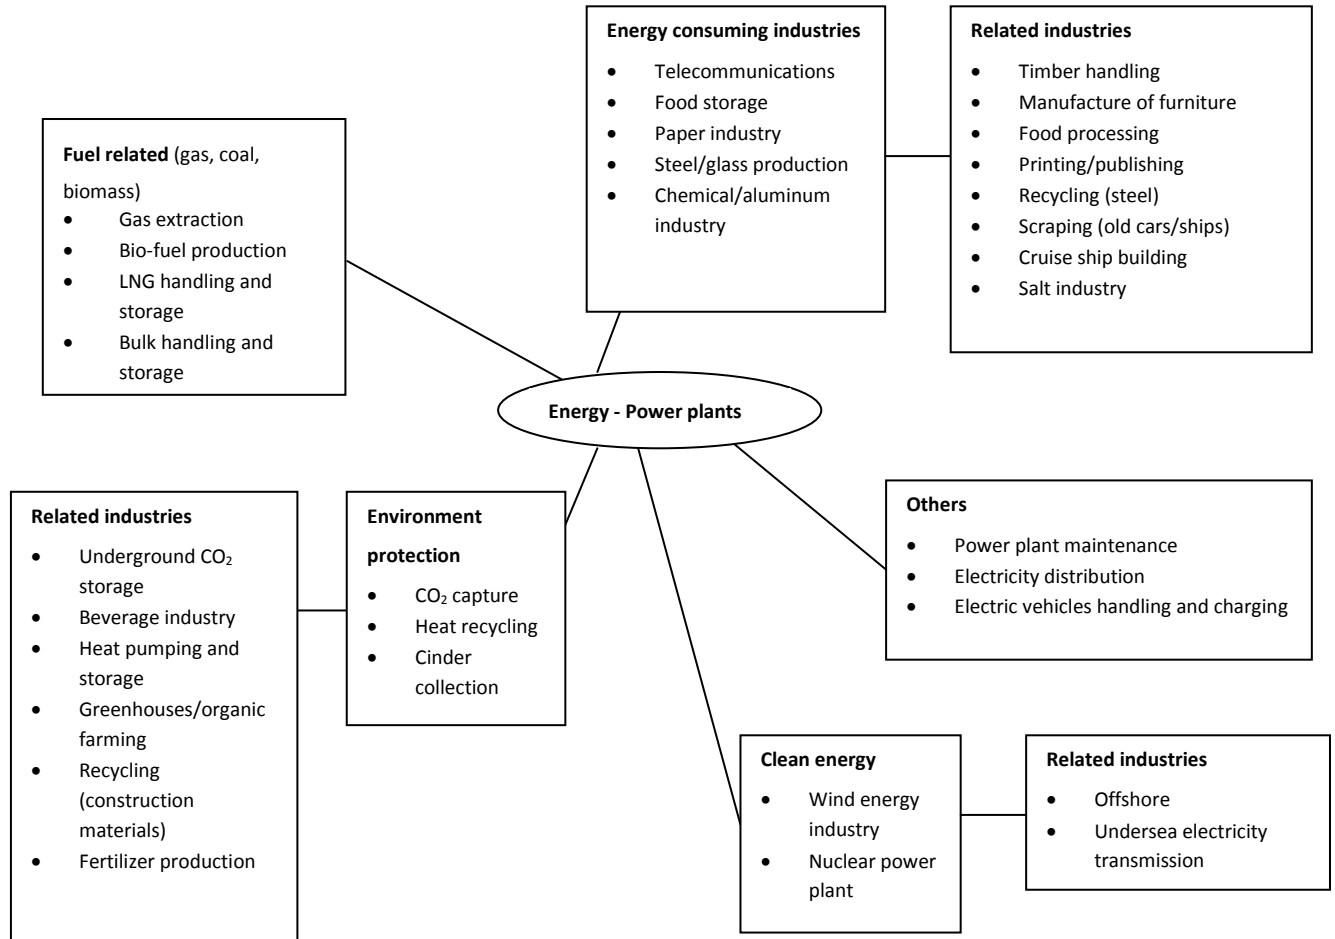 Energy consuming industries
• Telecommunications
• Food storage
• Paper industry
• Steel/glass production
• Chemical/aluminum
industry
Related industries
• Timber handling
• Manufacture of furniture
• Food processing
• Printing/publishing
• Recycling (steel)
• Scraping (old cars/ships)
• Cruise ship building
• Salt industry
Fuel related (gas, coal,
biomass)
• Gas extraction
• Bio-fuel production
• LNG handling and
storage
• Bulk handling and
storage
Energy - Power plants
Related industries
• Underground CO₂
storage
• Beverage industry
• Heat pumping and
storage
• Greenhouses/organic
farming
• Recycling
(construction
materials)
• Fertilizer production
Environment
protection
• CO₂ capture
• Heat recycling
• Cinder
collection
Others
• Power plant maintenance
• Electricity distribution
• Electric vehicles handling and charging
Clean energy
• Wind energy
industry
• Nuclear power
plant
Related industries
• Offshore
• Undersea electricity
transmission